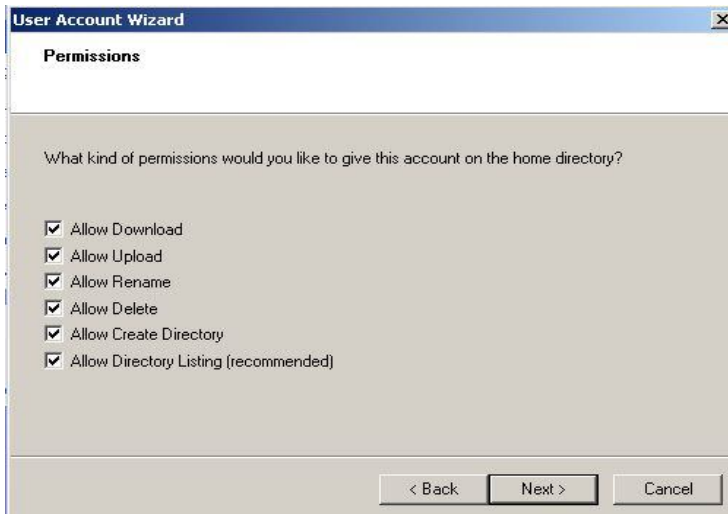 User Account Wizard
Permissions
What kind of permissions would you like to give this account on the home directory?
Allow Download
Allow Upload
Allow Rename
Allow Delete
Allow Create Directory
Allow Directory Listing (recommended)
< Back Next > Cancel